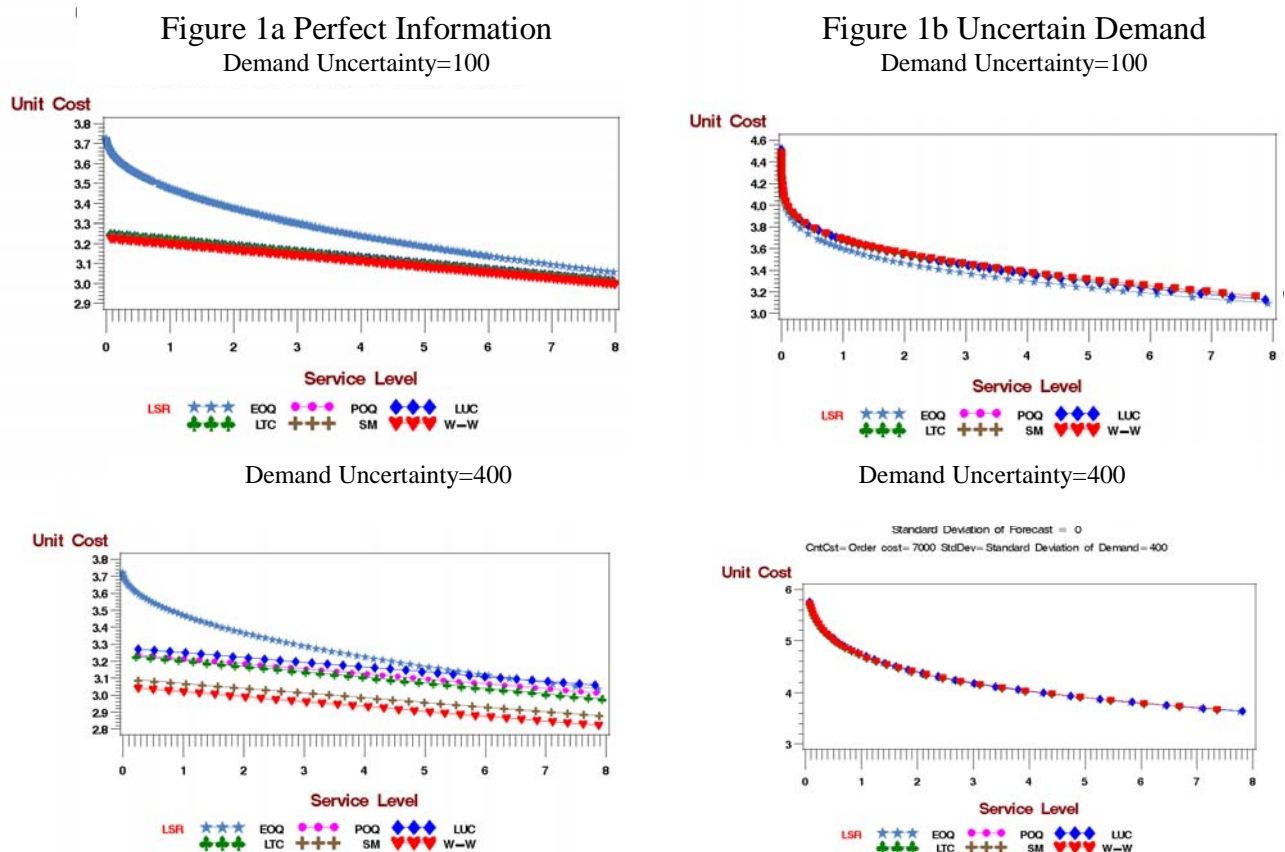 Figure 1a Perfect Information
Demand Uncertainty=100
Unit Cost
3.8
3.7
3.6
3.5
3.4
3.3
3.2
3.1
3.0
2.9
0 1 2 3 4 5 6 7 8
Service Level
LSR EOQ POQ LUC
LTC SM W-W
Figure 1b Uncertain Demand
Demand Uncertainty=100
Unit Cost
4.6
4.4
4.2
4.0
3.8
3.6
3.4
3.2
3.0
0 1 2 3 4 5 6 7 8
Service Level
LSR EOQ POQ LUC
LTC SM W-W
Demand Uncertainty=400
Unit Cost
3.8
3.7
3.6
3.5
3.4
3.3
3.2
3.1
3.0
2.9
2.8
0 1 2 3 4 5 6 7 8
Service Level
LSR EOQ POQ LUC
LTC SM W-W
Demand Uncertainty=400
Standard Deviation of Forecast = 0
CntCst=Order cost=7000 StdDev=Standard Deviation of Demand=400
Unit Cost
6
5
4
3
0 1 2 3 4 5 6 7 8
Service Level
LSR EOQ POQ LUC
LTC SM W-W